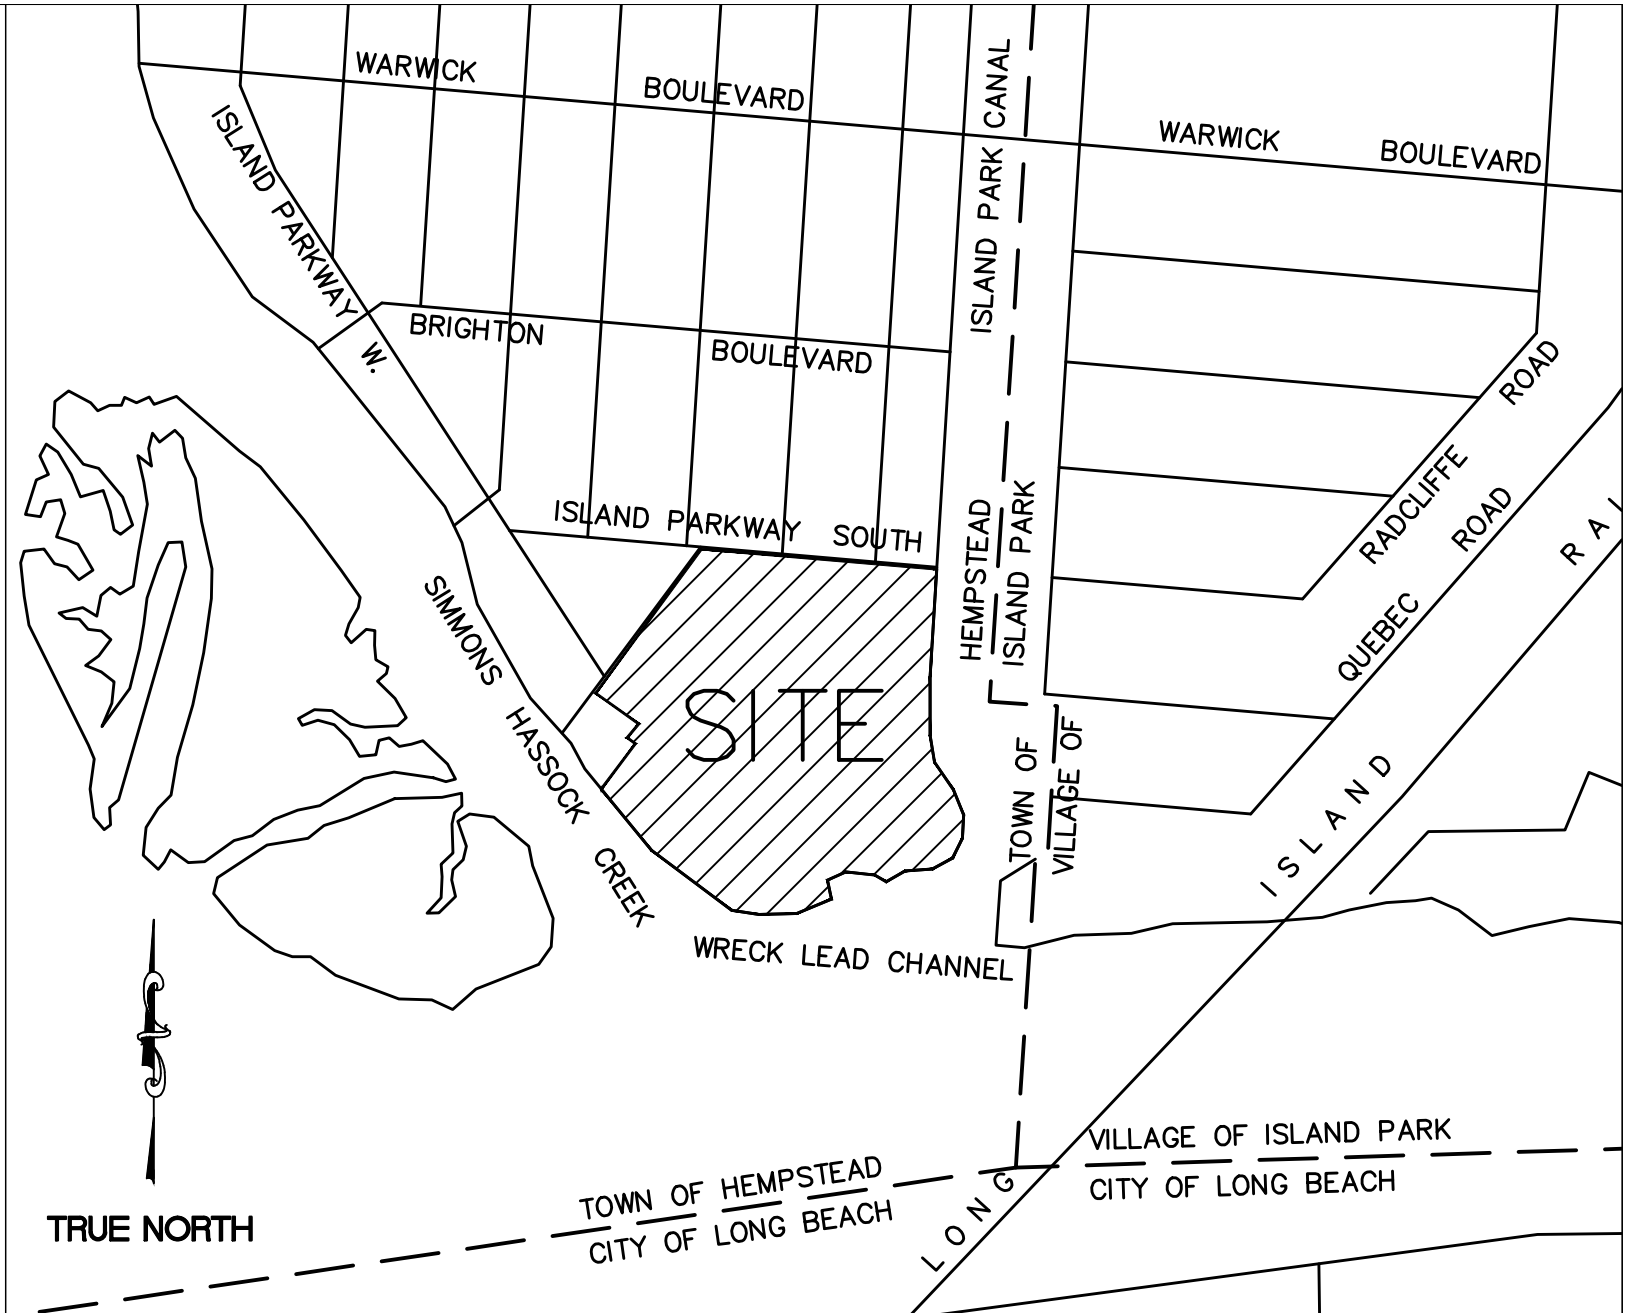 WARWICK BOULEVARD
WARWICK BOULEVARD
ISLAND PARKWAY W.
ISLAND PARK CANAL
BRIGHTON BOULEVARD
RADCLIFFE ROAD
QUEBEC ROAD
ISLAND PARKWAY SOUTH
HEMPSTEAD
ISLAND PARK
SITE
SIMMONS HASSOCK CREEK
TOWN OF
VILLAGE OF
WRECK LEAD CHANNEL
LONG ISLAND RAI
VILLAGE OF ISLAND PARK
CITY OF LONG BEACH
TOWN OF HEMPSTEAD
CITY OF LONG BEACH
TRUE NORTH